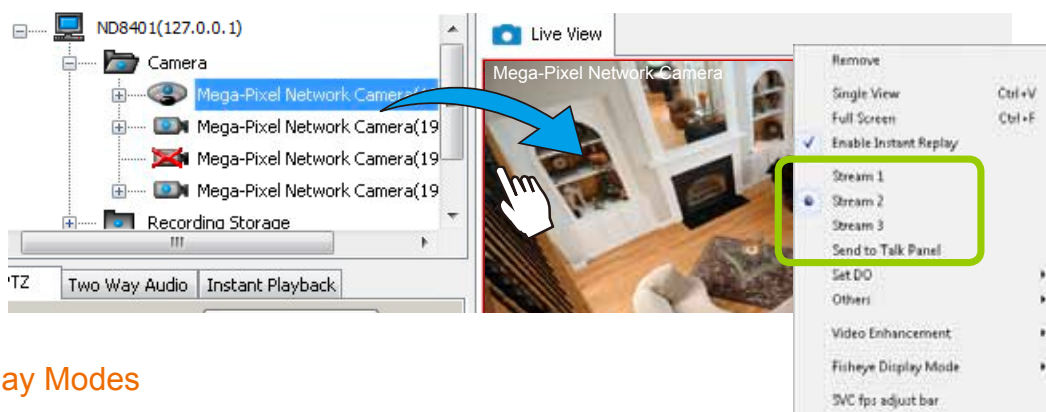 ND8401(127.0.0.1)
Camera
Mega-Pixel Network Camera(1
Mega-Pixel Network Camera(19
Mega-Pixel Network Camera(19
Mega-Pixel Network Camera(19
Recording Storage
PTZ
Two Way Audio
Instant Playback
Live View
Mega-Pixel Network Camera
Remove
Single View Ctrl+V
Full Screen Ctrl+F
Enable Instant Replay
Stream 1
Stream 2
Stream 3
Send to Talk Panel
Set DO
Others
Video Enhancement
Fisheye Display Mode
SVC fps adjust bar
ay Modes